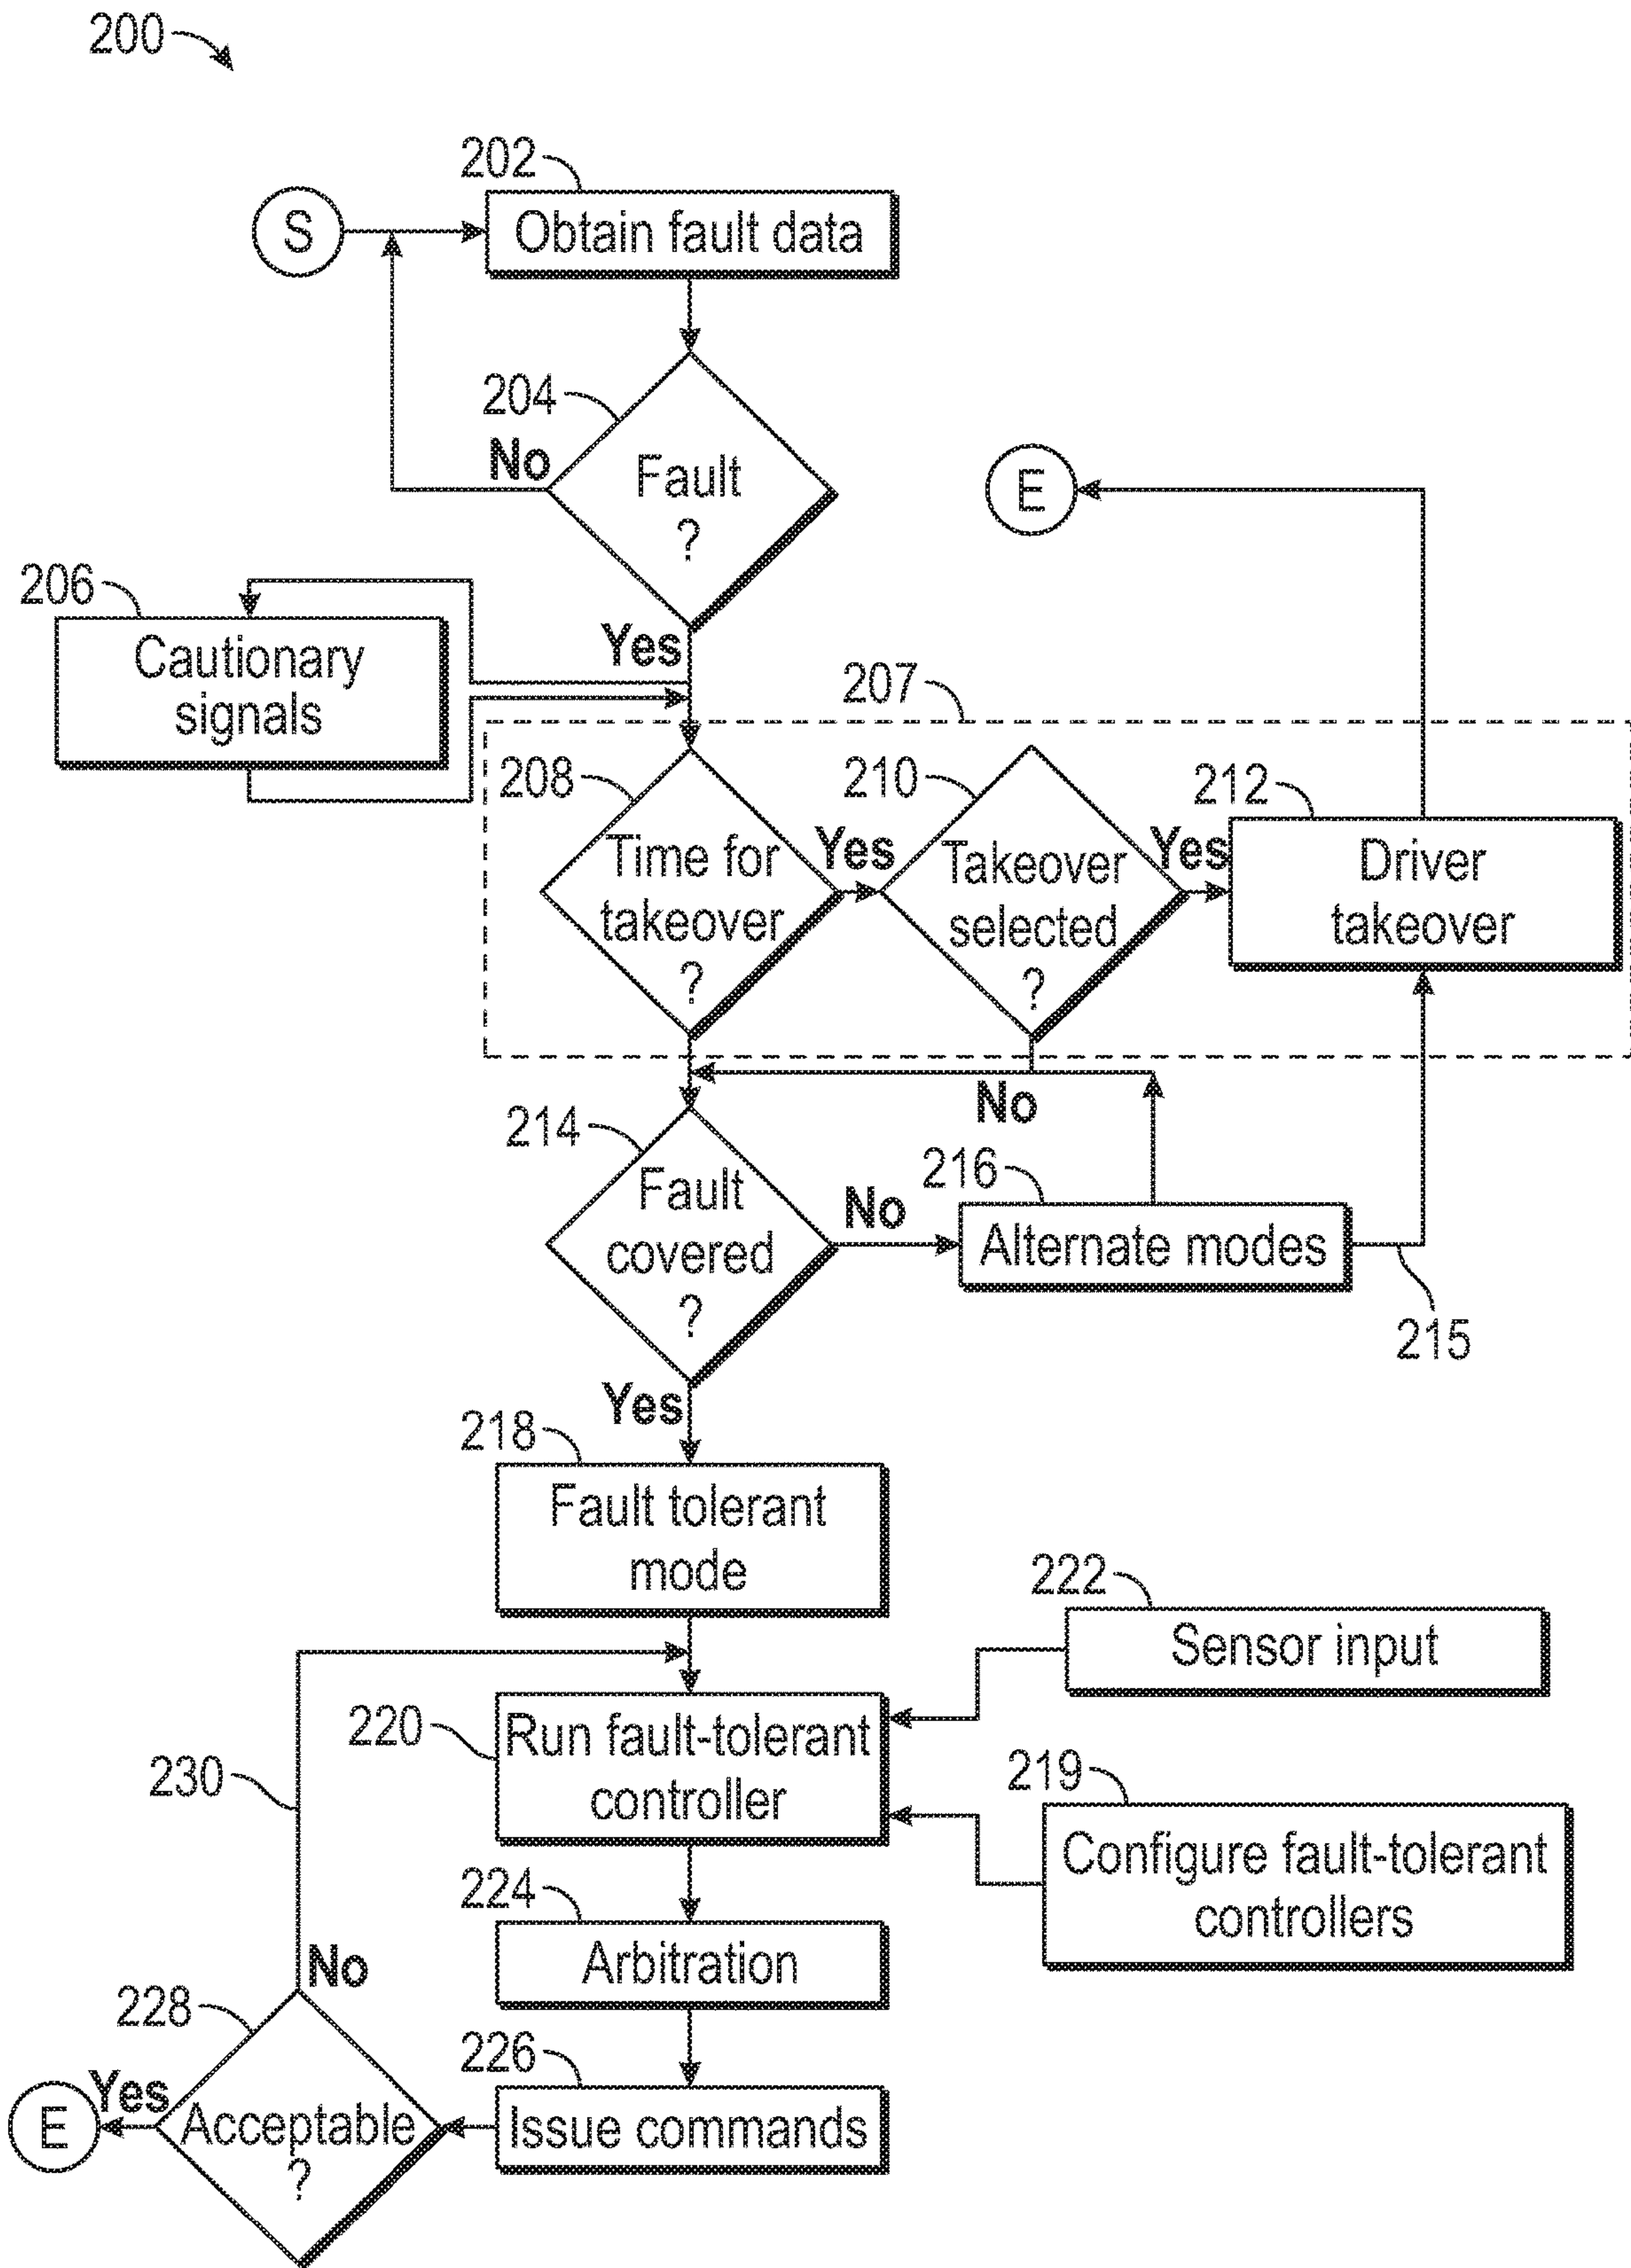 200
202
S
Obtain fault data
204
No
Fault
?
E
206
Cautionary
signals
Yes
207
208
Time for
takeover
?
Yes
210
Takeover
selected
?
Yes
212
Driver
takeover
No
214
Fault
covered
?
No
216
Alternate modes
215
Yes
218
Fault tolerant
mode
222
Sensor input
220
Run fault-tolerant
controller
230
219
Configure fault-tolerant
controllers
224
Arbitration
No
228
226
Issue commands
Yes
E
Acceptable
?